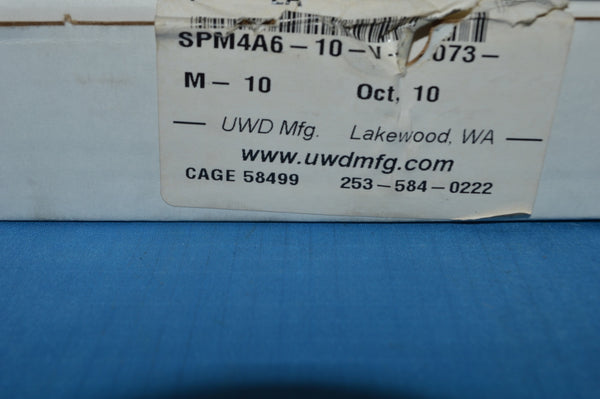 SPM4A6-10- 073-
M-10 Oct, 10
UWD Mfg. Lakewood, WA
www.uwdmfg.com
CAGE 58499 253-584-0222